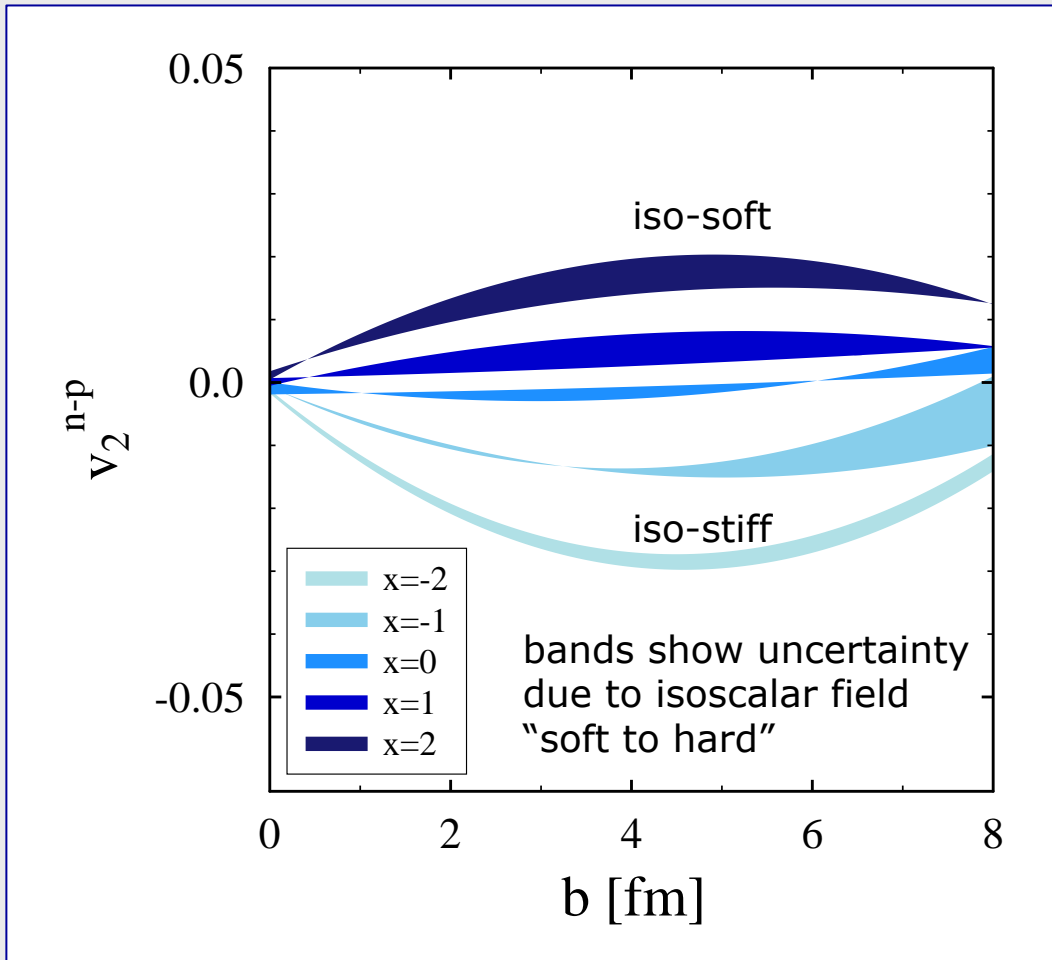 0.05
iso-soft
0.0
v₂ⁿ⁻ᵖ
iso-stiff
x=-2
x=-1
x=0
x=1
x=2
bands show uncertainty
due to isoscalar field
“soft to hard”
-0.05
0 2 4 6 8
b [fm]